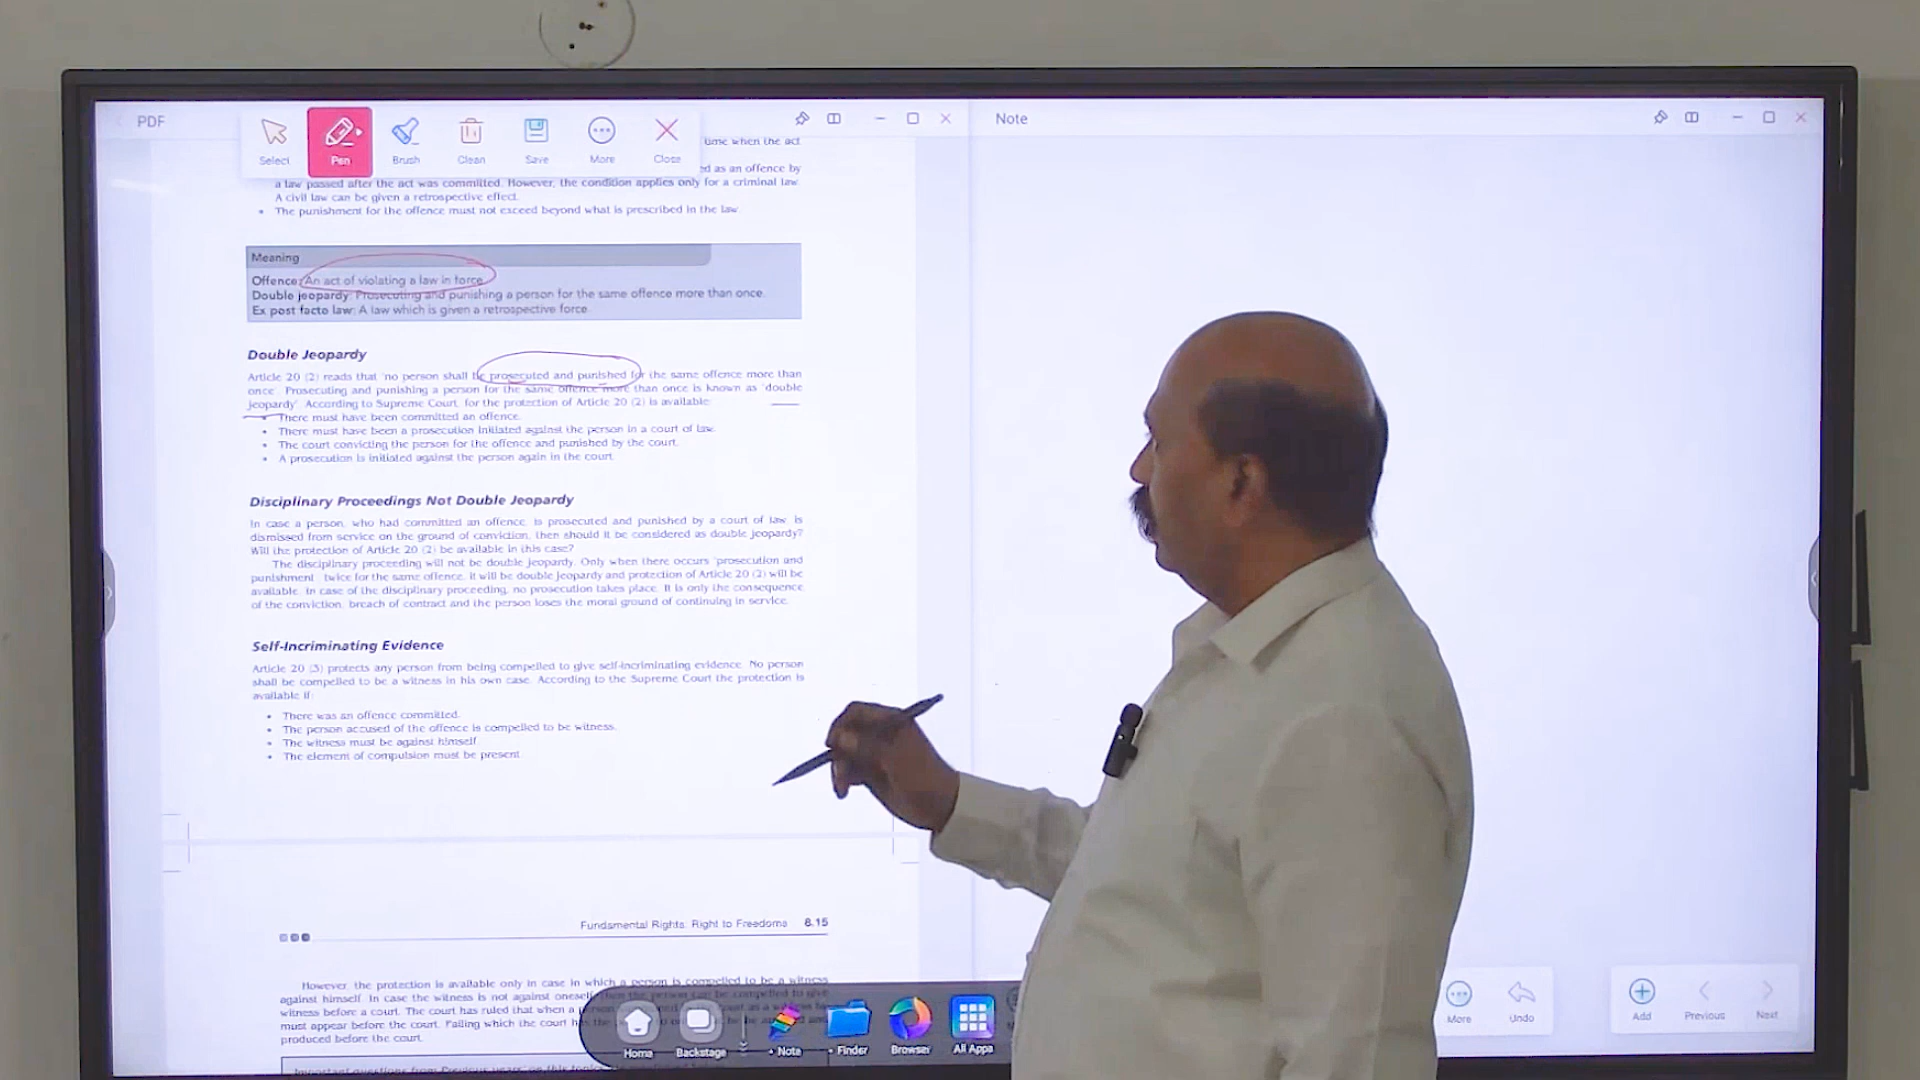 PDF
Select
Pen
Brush
Clean
Save
More
Close
Note
time when the act
ed as an offence by
a law passed after the act was committed. However, the condition applies only for a criminal law.
A civil law can be given a retrospective effect.
• The punishment for the offence must not exceed beyond what is prescribed in the law.
Meaning
Offence: An act of violating a law in force.
Double jeopardy: Prosecuting and punishing a person for the same offence more than once.
Ex post facto law: A law which is given a retrospective force.
Double Jeopardy
Article 20 (2) reads that 'no person shall be prosecuted and punished for the same offence more than
once'. Prosecuting and punishing a person for the same offence more than once is known as 'double
jeopardy'. According to Supreme Court, for the protection of Article 20 (2) is available:
• There must have been committed an offence.
• There must have been a prosecution initiated against the person in a court of law.
• The court convicting the person for the offence and punished by the court.
• A prosecution is initiated against the person again in the court.
Disciplinary Proceedings Not Double Jeopardy
In case a person, who had committed an offence, is prosecuted and punished by a court of law, is
dismissed from service on the ground of conviction, then should it be considered as double jeopardy?
Will the protection of Article 20 (2) be available in this case?
The disciplinary proceeding will not be double jeopardy. Only when there occurs 'prosecution and
punishment' twice for the same offence, it will be double jeopardy and protection of Article 20 (2) will be
available. In case of the disciplinary proceeding, no prosecution takes place. It is only the consequence
of the conviction, breach of contract and the person loses the moral ground of continuing in service.
Self-Incriminating Evidence
Article 20 (3) protects any person from being compelled to give self-incriminating evidence. No person
shall be compelled to be a witness in his own case. According to the Supreme Court the protection is
available if:
• There was an offence committed.
• The person accused of the offence is compelled to be witness.
• The witness must be against himself.
• The element of compulsion must be present.
Fundamental Rights: Right to Freedoms 8.15
However, the protection is available only in case in which a person is compelled to be a witness
against himself. In case the witness is not against oneself, then the person can be compelled to give
witness before a court. The court has ruled that when a
must appear before the court. Failing which the court has the
produced before the court.
Important questions from Previous years' on this topic
Home
Backstage
Note
Finder
Browser
All Apps
More
Undo
Add
Previous
Next